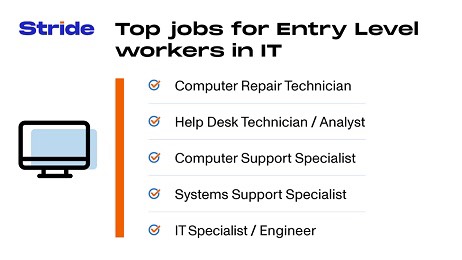 Stride
Top jobs for Entry Level
workers in IT
Computer Repair Technician
Help Desk Technician / Analyst
Computer Support Specialist
Systems Support Specialist
IT Specialist / Engineer